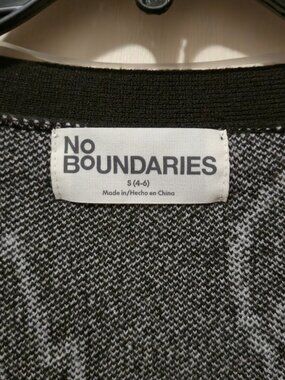 No
BOUNDARIES
S (4-6)
Made in/Hecho en China